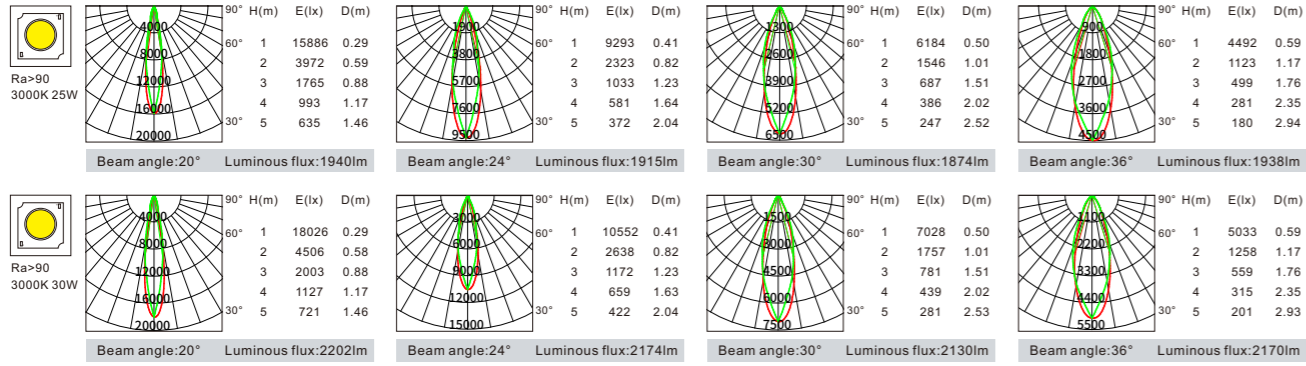 90° H(m) E(lx) D(m)
4000
60° 1 15886 0.29
8000
2 3972 0.59
12000
3 1765 0.88
16000
4 993 1.17
30° 5 635 1.46
20000
Beam angle:20° Luminous flux:1940lm
Ra>90
3000K 25W
90° H(m) E(lx) D(m)
1900
60° 9293 0.41
3800
2 2323 0.82
5700
3 1033 1.23
7600
4 581 1.64
30° 5 372 2.04
9500
Beam angle:24° Luminous flux:1915lm
90° H(m) E(lx) D(m)
1300
60° 6184 0.50
2600
2 1546 1.01
3900
3 687 1.51
5200
4 386 2.02
30° 5 247 2.52
6500
Beam angle:30° Luminous flux:1874lm
90° H(m) E(lx) D(m)
900
60° 1 4492 0.59
1800
2 1123 1.17
2700
3 499 1.76
3600
4 281 2.35
30° 5 180 2.94
4500
Beam angle:36° Luminous flux:1938lm
Ra>90
3000K 30W
90° H(m) E(lx) D(m)
4000
60° 1 18026 0.29
8000
2 4506 0.58
12000
3 2003 0.88
16000
4 1127 1.17
30° 5 721 1.46
20000
Beam angle:20° Luminous flux:2202lm
90° H(m) E(lx) D(m)
3000
60° 1 10552 0.41
6000
2 2638 0.82
9000
3 1172 1.23
12000
4 659 1.63
30° 5 422 2.04
15000
Beam angle:24° Luminous flux:2174lm
90° H(m) E(lx) D(m)
1500
60° 1 7028 0.50
3000
2 1757 1.01
4500
3 781 1.51
6000
4 439 2.02
30° 5 281 2.53
7500
Beam angle:30° Luminous flux:2130lm
90° H(m) E(lx) D(m)
1100
60° 1 5033 0.59
2200
2 1258 1.17
3300
3 559 1.76
4400
4 315 2.35
30° 5 201 2.93
5500
Beam angle:36° Luminous flux:2170lm